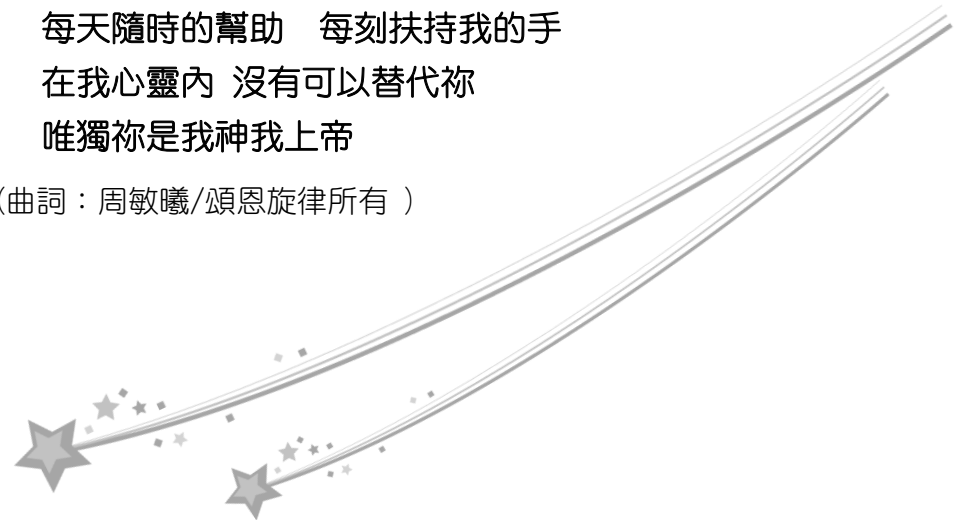 每天隨時的幫助　每刻扶持我的手
在我心靈內 沒有可以替代祢
唯獨祢是我神我上帝
(曲詞：周敏曦/頌恩旋律所有 ）